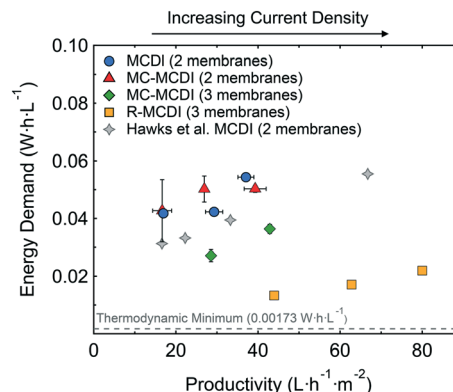 Increasing Current Density
0.10
0.08
0.06
0.04
0.02
Energy Demand (W·h·L⁻¹)
MCDI (2 membranes)
MC-MCDI (2 membranes)
MC-MCDI (3 membranes)
R-MCDI (3 membranes)
Hawks et al. MCDI (2 membranes)
Thermodynamic Minimum (0.00173 W·h·L⁻¹)
0 20 40 60 80
Productivity (L·h⁻¹·m⁻²)